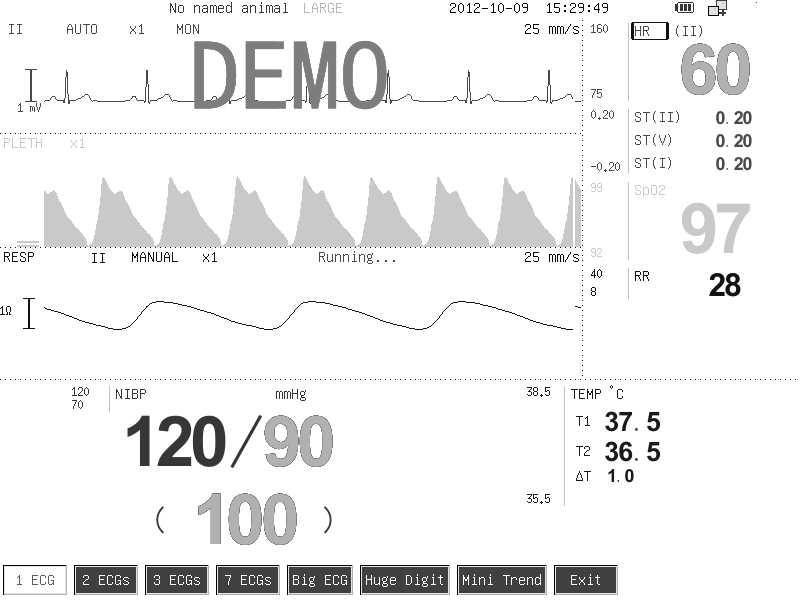 No named animal LARGE 2012-10-09 15:29:49
II AUTO x1 MON 25 mm/s
DEMO
1 mV
160
75
HR (II)
60
0.20
-0.20
ST(II) 0.20
ST(V) 0.20
ST(I) 0.20
PLETH x1
99
92
SpO2
97
RESP II MANUAL x1 Running... 25 mm/s
1Ω
40
8
RR
28
120
70
NIBP mmHg
120/90
(100)
38.5
35.5
TEMP °C
T1 37.5
T2 36.5
ΔT 1.0
1 ECG 2 ECGs 3 ECGs 7 ECGs Big ECG Huge Digit Mini Trend Exit